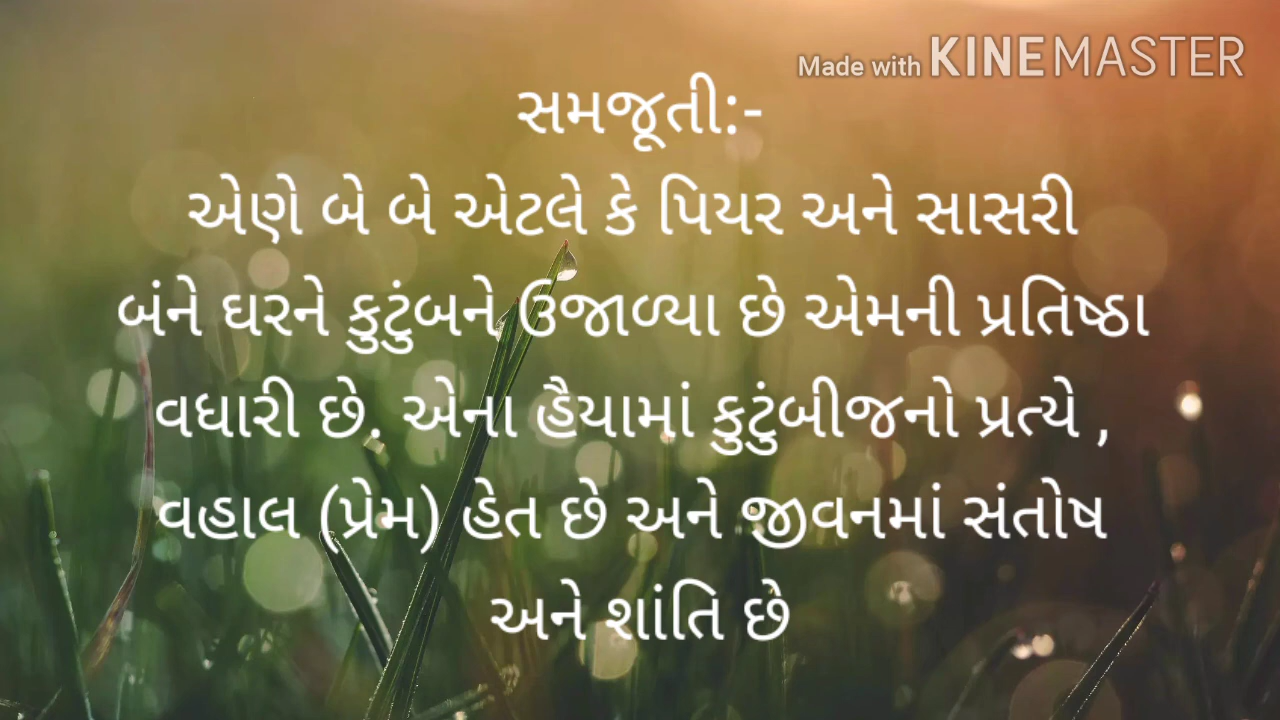 Made with KINEMASTER
સમજૂતી:-
એણે બે બે એટલે કે પિયર અને સાસરી
બંને ઘરને કુટુંબને ઉજાળ્યા છે એમની પ્રતિષ્ઠા
વધારી છે. એના હૈયામાં કુટુંબીજનો પ્રત્યે ,
વહાલ (પ્રેમ) હેત છે અને જીવનમાં સંતોષ
અને શાંતિ છે